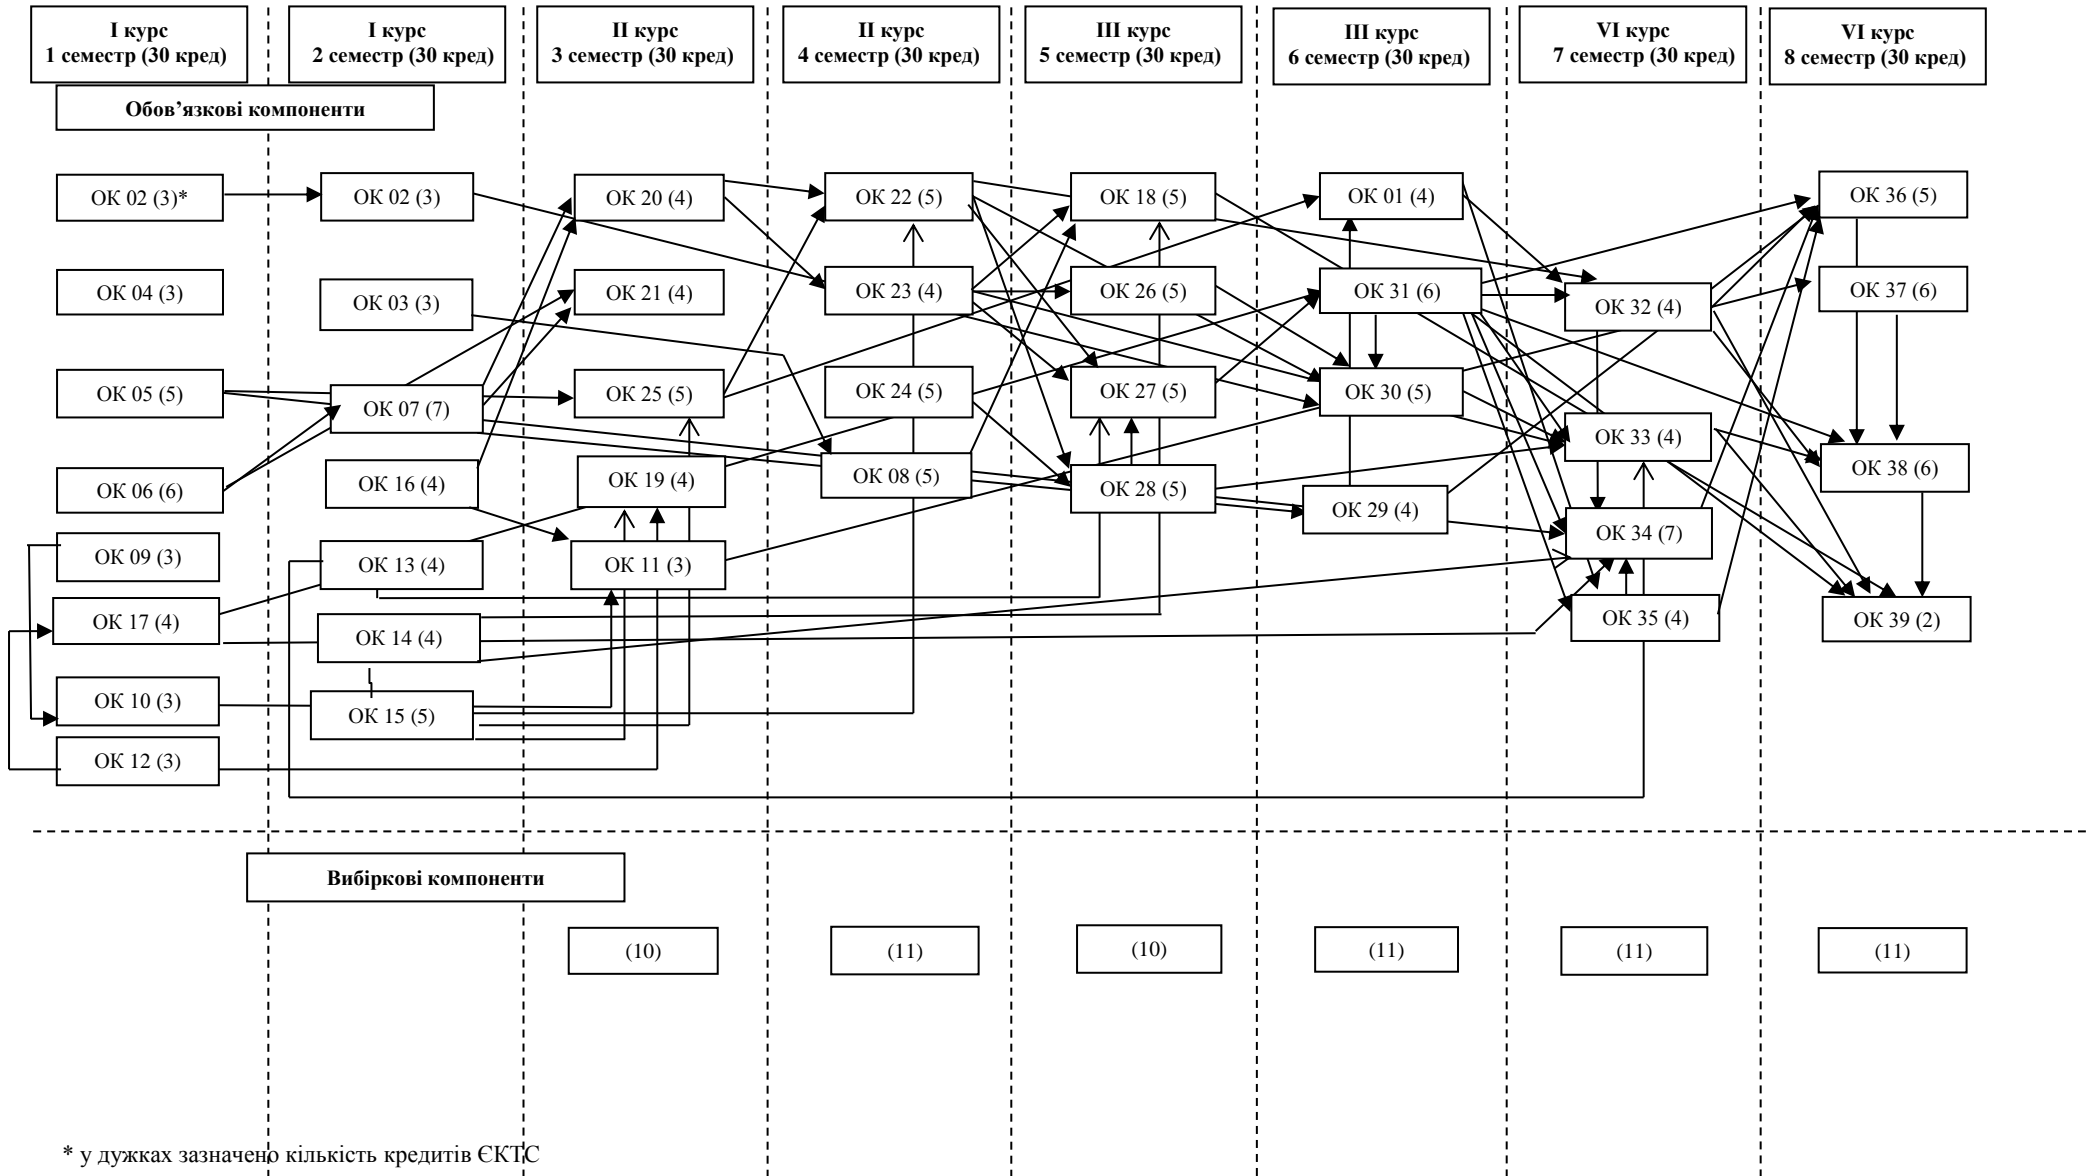 I курс
1 семестр (30 кред)
I курс
2 семестр (30 кред)
II курс
3 семестр (30 кред)
II курс
4 семестр (30 кред)
III курс
5 семестр (30 кред)
III курс
6 семестр (30 кред)
VI курс
7 семестр (30 кред)
VI курс
8 семестр (30 кред)
Обов’язкові компоненти
ОК 02 (3)*
ОК 04 (3)
ОК 05 (5)
ОК 06 (6)
ОК 09 (3)
ОК 17 (4)
ОК 10 (3)
ОК 12 (3)
ОК 02 (3)
ОК 03 (3)
ОК 07 (7)
ОК 16 (4)
ОК 13 (4)
ОК 14 (4)
ОК 15 (5)
ОК 20 (4)
ОК 21 (4)
ОК 25 (5)
ОК 19 (4)
ОК 11 (3)
ОК 22 (5)
ОК 23 (4)
ОК 24 (5)
ОК 08 (5)
ОК 18 (5)
ОК 26 (5)
ОК 27 (5)
ОК 28 (5)
ОК 01 (4)
ОК 31 (6)
ОК 30 (5)
ОК 29 (4)
ОК 32 (4)
ОК 33 (4)
ОК 34 (7)
ОК 35 (4)
ОК 36 (5)
ОК 37 (6)
ОК 38 (6)
ОК 39 (2)
Вибіркові компоненти
(10)
(11)
(10)
(11)
(11)
(11)
* у дужках зазначено кількість кредитів ЄКТС